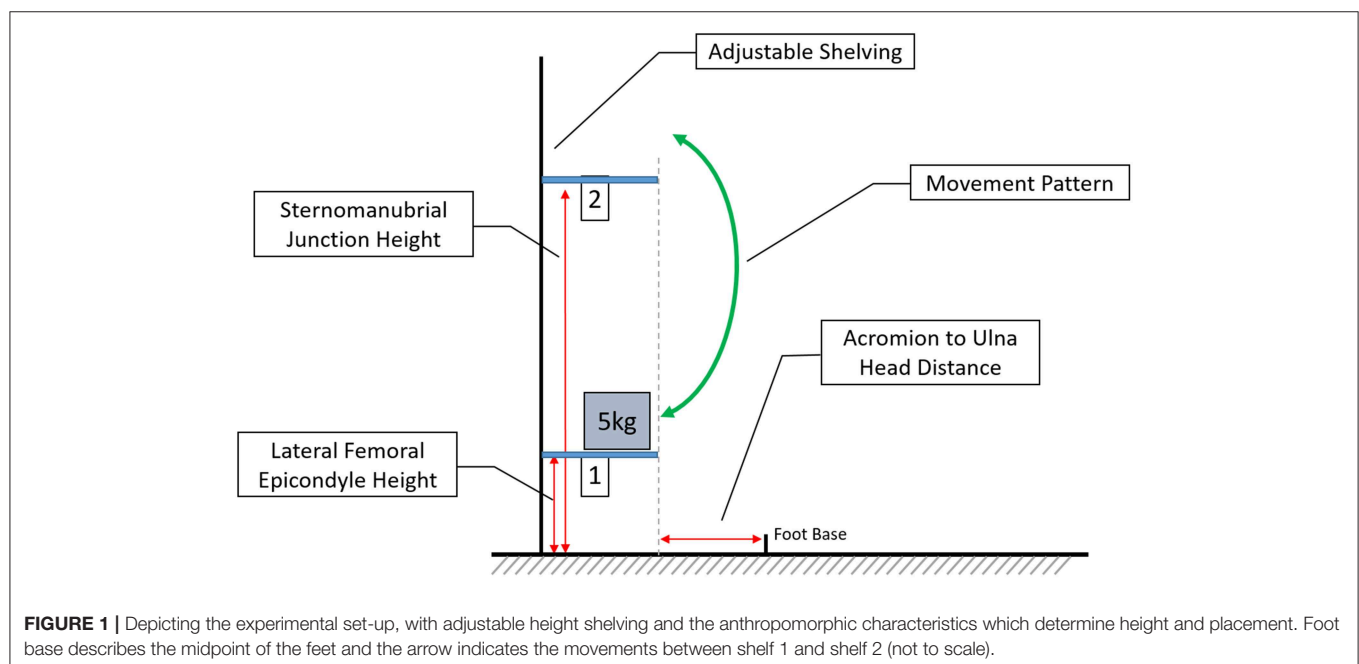 Adjustable Shelving
2
Movement Pattern
Sternomanubrial
Junction Height
Acromion to Ulna
Head Distance
5kg
Lateral Femoral
Epicondyle Height
1
Foot Base
FIGURE 1 | Depicting the experimental set-up, with adjustable height shelving and the anthropomorphic characteristics which determine height and placement. Foot
base describes the midpoint of the feet and the arrow indicates the movements between shelf 1 and shelf 2 (not to scale).